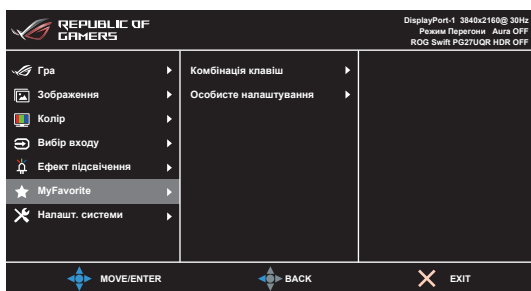 REPUBLIC OF
GAMERS
DisplayPort-1 3840x2160@ 30Hz
Режим Перегони Aura OFF
ROG Swift PG27UQR HDR OFF
Гра
Зображення
Колір
Вибір входу
Ефект підсвічення
MyFavorite
Налашт. системи
Комбінація клавіш
Особисте налаштування
MOVE/ENTER
BACK
EXIT